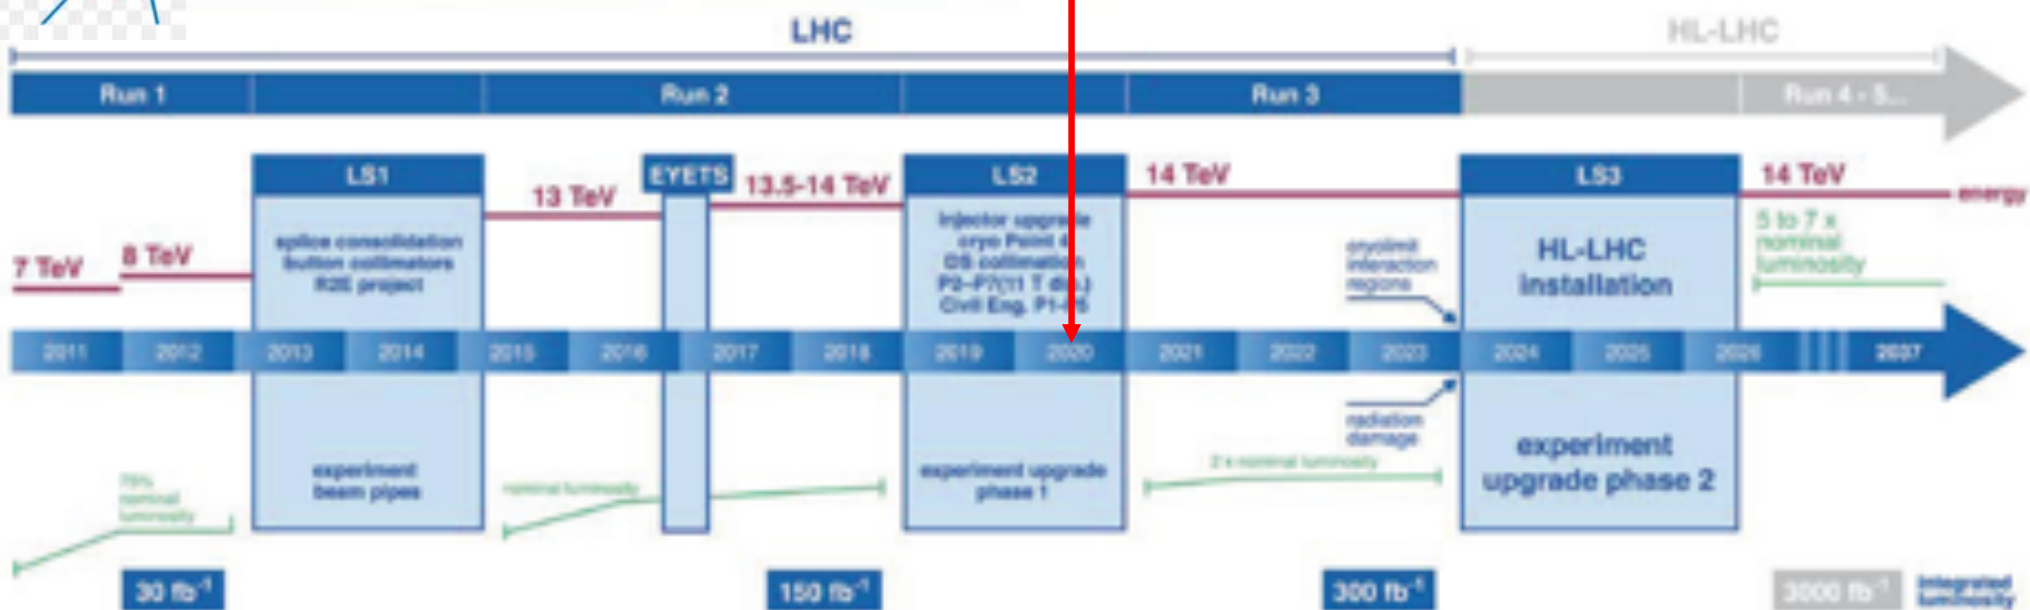 LHC
HL-LHC
Run 1
Run 2
Run 3
Run 4 - 5...
LS1
EYETS
LS2
LS3
7 TeV
8 TeV
13 TeV
13.5-14 TeV
14 TeV
14 TeV
energy
splice consolidation
button collimators
R2E project
injector upgrade
cryo Point 4
DS collimation
P2-P7(11 T dip.)
Civil Eng. P1-P5
cryolimit
interaction
regions
HL-LHC
installation
5 to 7 x
nominal
luminosity
2011
2012
2013
2014
2015
2016
2017
2018
2019
2020
2021
2022
2023
2024
2025
2026
2037
radiation
damage
75%
nominal
luminosity
experiment
beam pipes
nominal luminosity
experiment upgrade
phase 1
2 x nominal luminosity
experiment
upgrade phase 2
30 fb⁻¹
150 fb⁻¹
300 fb⁻¹
3000 fb⁻¹
integrated
luminosity